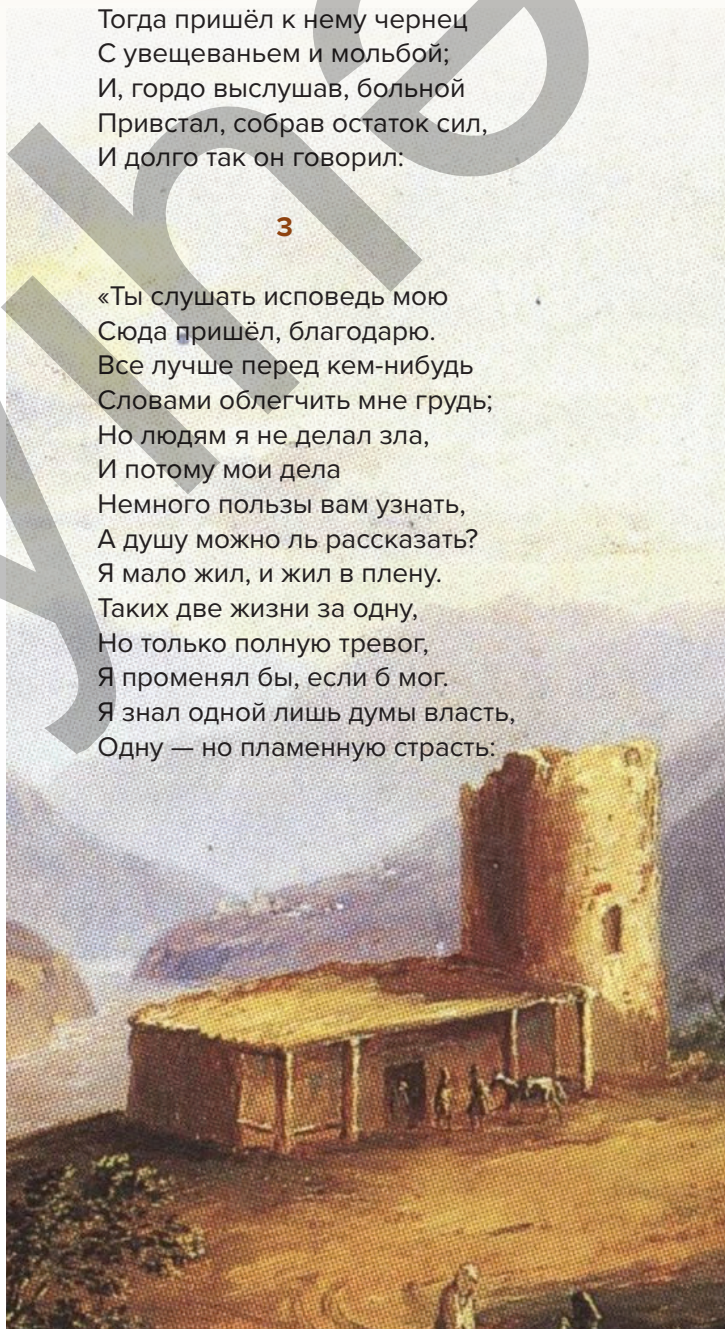 Тогда пришёл к нему чернец
С увещеваньем и мольбой;
И, гордо выслушав, больной
Привстал, собрав остаток сил,
И долго так он говорил:
3
«Ты слушать исповедь мою
Сюда пришёл, благодарю.
Все лучше перед кем-нибудь
Словами облегчить мне грудь;
Но людям я не делал зла,
И потому мои дела
Немного пользы вам узнать,
А душу можно ль рассказать?
Я мало жил, и жил в плену.
Таких две жизни за одну,
Но только полную тревог,
Я променял бы, если б мог.
Я знал одной лишь думы власть,
Одну — но пламенную страсть: